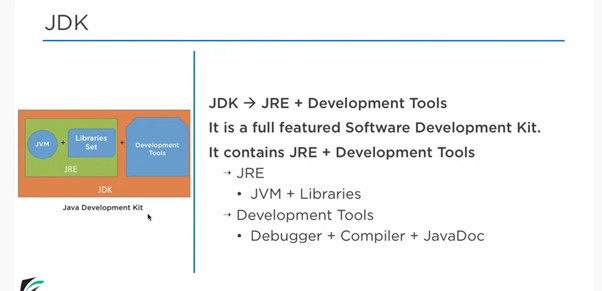 JDK
JVM
+
Libraries
Set
+
Development
Tools
JRE
JDK
Java Development Kit
JDK → JRE + Development Tools
It is a full featured Software Development Kit.
It contains JRE + Development Tools
→ JRE
• JVM + Libraries
→ Development Tools
• Debugger + Compiler + JavaDoc